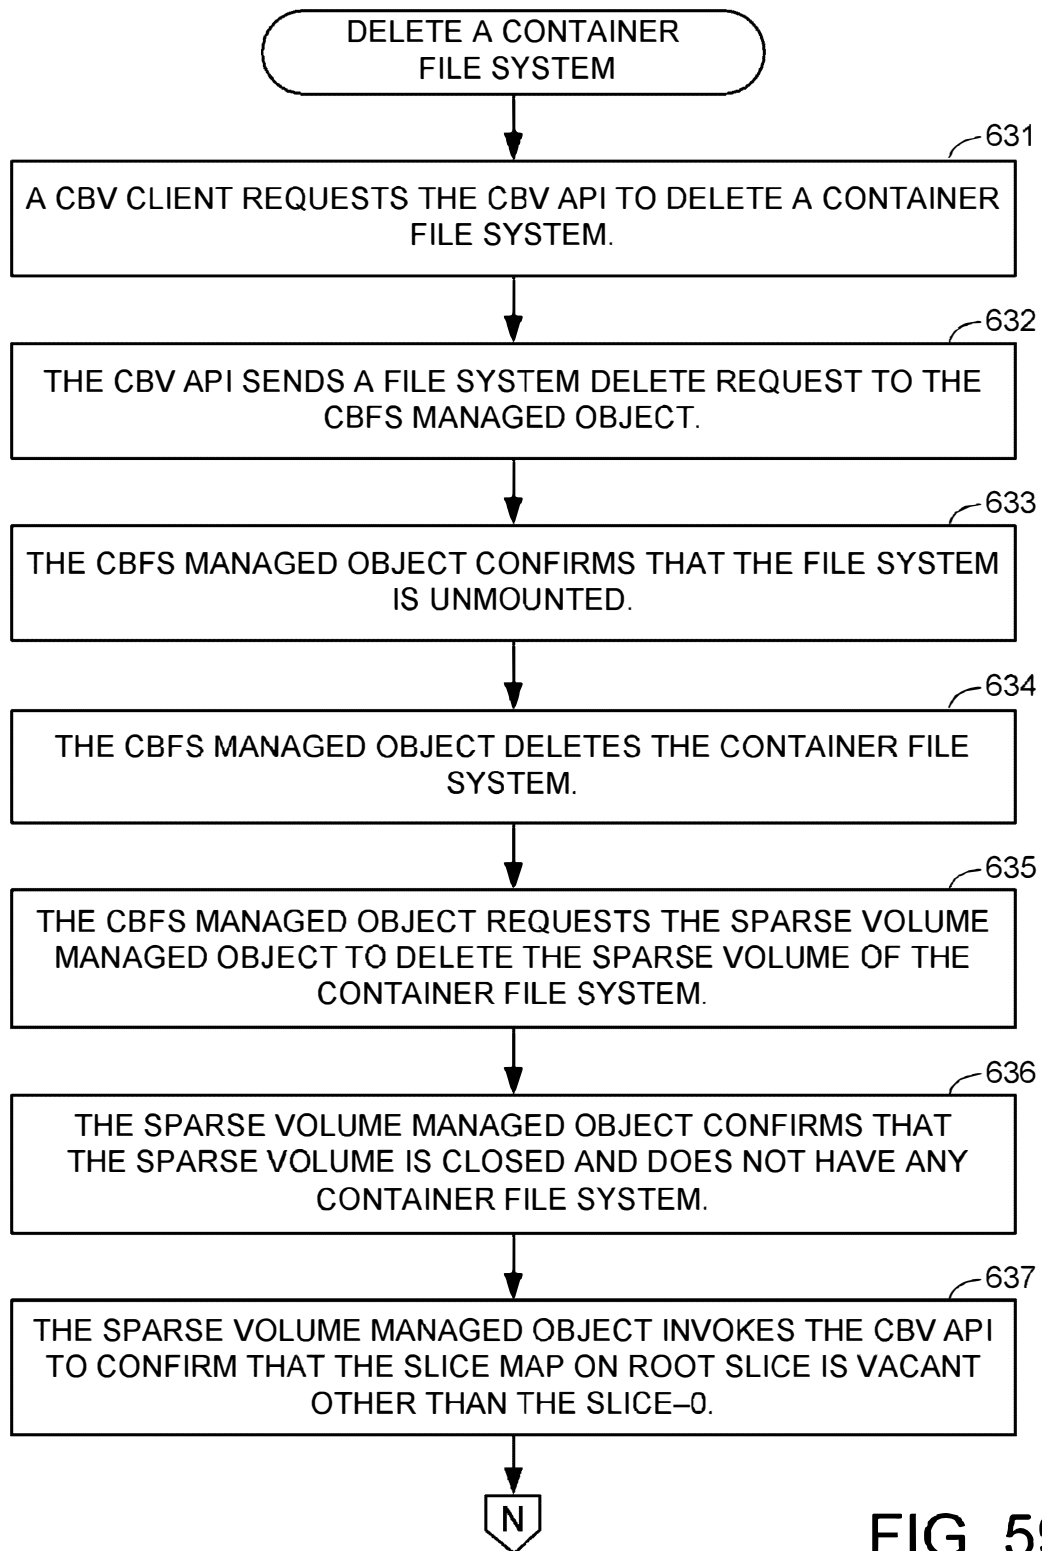 DELETE A CONTAINER
FILE SYSTEM
631
A CBV CLIENT REQUESTS THE CBV API TO DELETE A CONTAINER
FILE SYSTEM.
632
THE CBV API SENDS A FILE SYSTEM DELETE REQUEST TO THE
CBFS MANAGED OBJECT.
633
THE CBFS MANAGED OBJECT CONFIRMS THAT THE FILE SYSTEM
IS UNMOUNTED.
634
THE CBFS MANAGED OBJECT DELETES THE CONTAINER FILE
SYSTEM.
635
THE CBFS MANAGED OBJECT REQUESTS THE SPARSE VOLUME
MANAGED OBJECT TO DELETE THE SPARSE VOLUME OF THE
CONTAINER FILE SYSTEM.
636
THE SPARSE VOLUME MANAGED OBJECT CONFIRMS THAT
THE SPARSE VOLUME IS CLOSED AND DOES NOT HAVE ANY
CONTAINER FILE SYSTEM.
637
THE SPARSE VOLUME MANAGED OBJECT INVOKES THE CBV API
TO CONFIRM THAT THE SLICE MAP ON ROOT SLICE IS VACANT
OTHER THAN THE SLICE–0.
N
FIG. 59